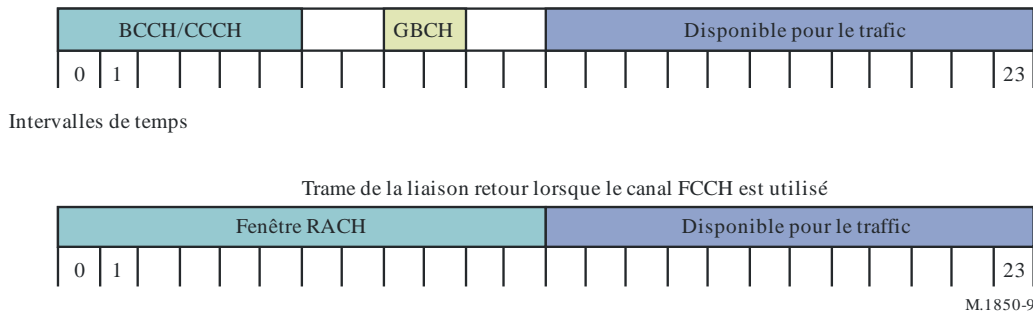 BCCH/CCCH GBCH Disponible pour le trafic
0 1 23
Intervalles de temps
Trame de la liaison retour lorsque le canal FCCH est utilisé
Fenêtre RACH Disponible pour le traffic
0 1 23
M.1850-9